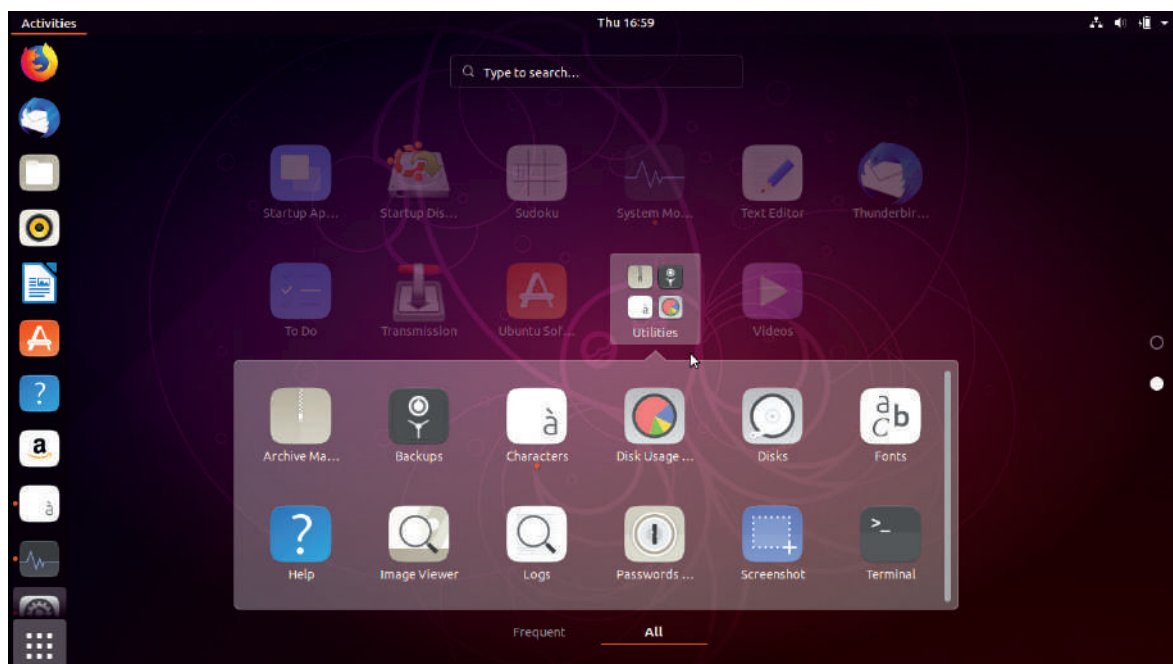 Activities
Thu 16:59
Type to search...
Startup Ap...
Startup Dis...
Sudoku
System Mo...
Text Editor
Thunderbir...
To Do
Transmission
Ubuntu Sof...
Utilities
Videos
Archive Ma...
Backups
Characters
Disk Usage ...
Disks
Fonts
Help
Image Viewer
Logs
Passwords ...
Screenshot
Terminal
Frequent
All